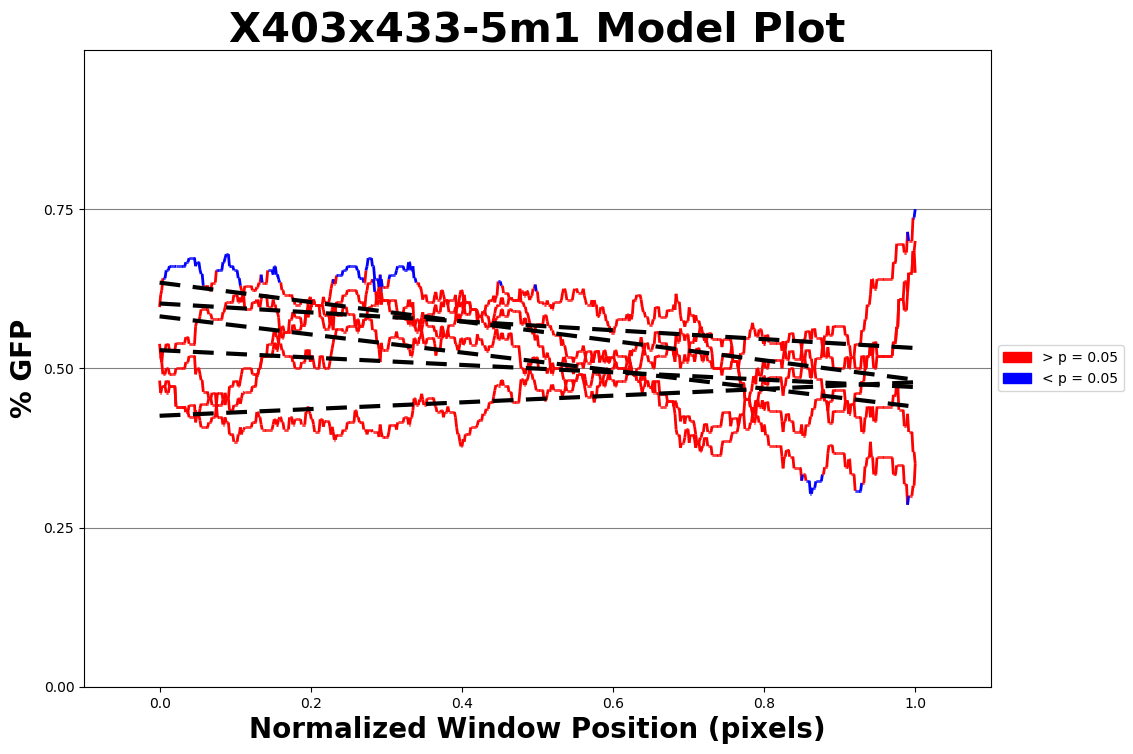 X403x433-5m1 Model Plot
% GFP
0.75
0.50
0.25
0.00
0.0 0.2 0.4 0.6 0.8 1.0
Normalized Window Position (pixels)
> p = 0.05
< p = 0.05